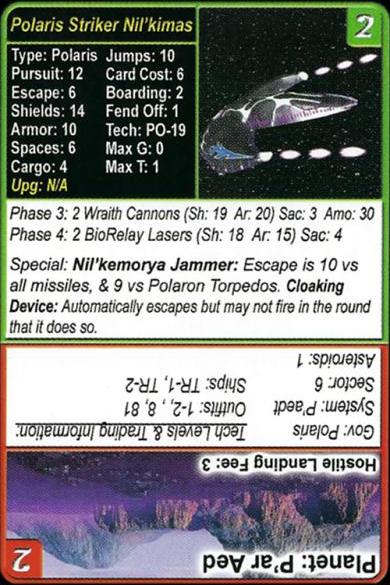 Polaris Striker Nil'kimas 2
Type: Polaris Jumps: 10
Pursuit: 12 Card Cost: 6
Escape: 6 Boarding: 2
Shields: 14 Fend Off: 1
Armor: 10 Tech: PO-19
Spaces: 6 Max G: 0
Cargo: 4 Max T: 1
Upg: N/A
Phase 3: 2 Wraith Cannons (Sh: 19 Ar: 20) Sac: 3 Amo: 30
Phase 4: 2 BioRelay Lasers (Sh: 18 Ar: 15) Sac: 4
Special: Nil'kemorya Jammer: Escape is 10 vs
all missiles, & 9 vs Polaron Torpedos. Cloaking
Device: Automatically escapes but may not fire in the round
that it does so.
Planet: P'ar Aed 2
Hostile Landing Fee: 3
Gov: Polaris Tech Levels & Trading Information:
System: P'aedt Outfits: 1-2, , 8, 81
Sector: 6 Ships: TR-1, TR-2
Asteroids: 1